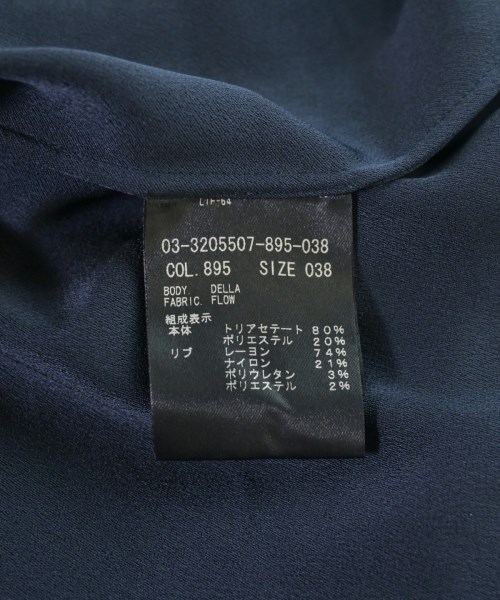 LTP-64
03-3205507-895-038
COL. 895 SIZE 038
BODY. DELLA
FABRIC. FLOW
組成表示
本体 トリアセテート 80%
ポリエステル 20%
リブ レーヨン 74%
ナイロン 21%
ポリウレタン 3%
ポリエステル 2%